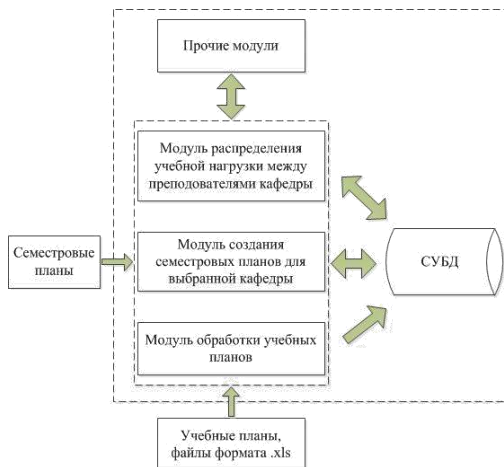 Прочие модули
Модуль распределения
учебной нагрузки между
преподователями кафедры
Семестровые
планы
Модуль создания
семестровых планов для
выбранной кафедры
СУБД
Модуль обработки учебных
планов
Учебные планы,
файлы формата .xls